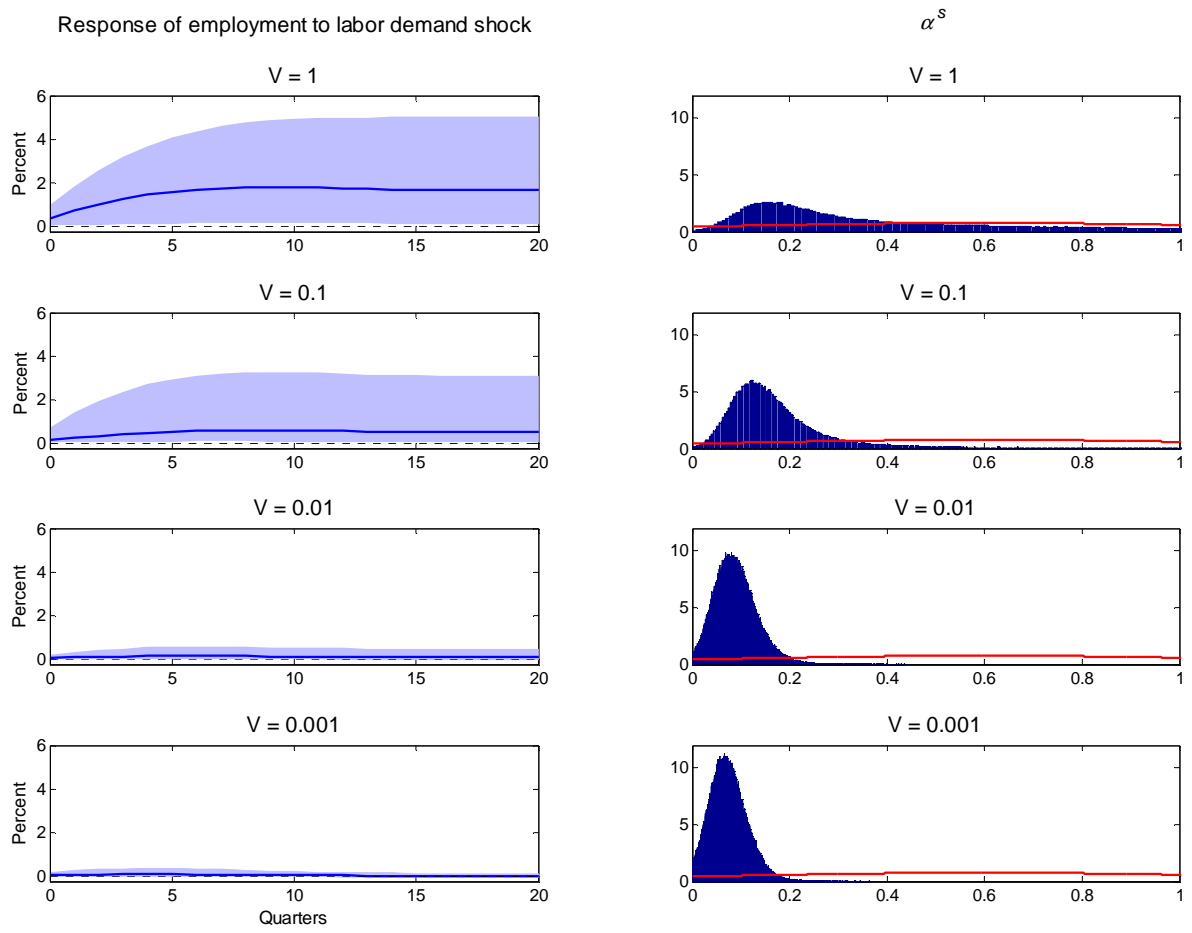 Response of employment to labor demand shock
α^s
V = 1
6
4
2
0
Percent
0 5 10 15 20
V = 1
10
5
0
0 0.2 0.4 0.6 0.8 1
V = 0.1
6
4
2
0
Percent
0 5 10 15 20
V = 0.1
10
5
0
0 0.2 0.4 0.6 0.8 1
V = 0.01
6
4
2
0
Percent
0 5 10 15 20
V = 0.01
10
5
0
0 0.2 0.4 0.6 0.8 1
V = 0.001
6
4
2
0
Percent
0 5 10 15 20
Quarters
V = 0.001
10
5
0
0 0.2 0.4 0.6 0.8 1